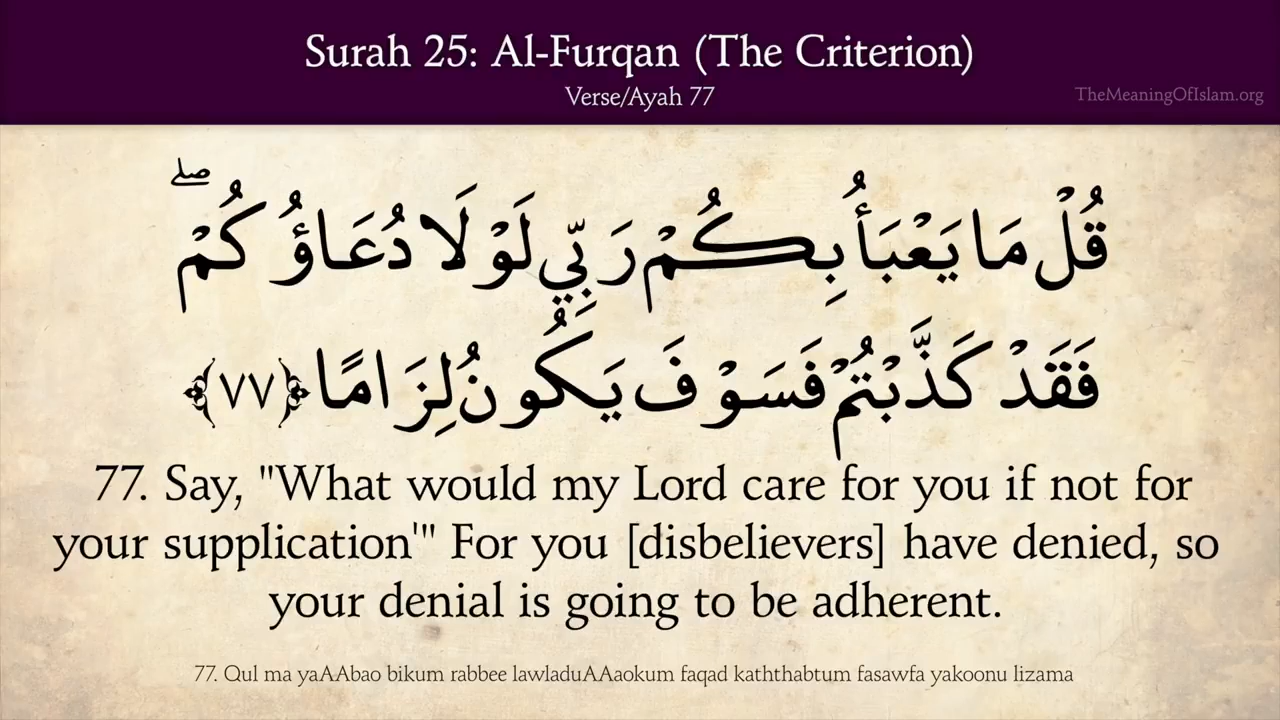 Surah 25: Al-Furqan (The Criterion)
Verse/Ayah 77
TheMeaningOfIslam.org
قُلْ مَا يَعْبَأُ بِكُمْ رَبِّي لَوْلَا دُعَاؤُكُمْ ۖ
فَقَدْ كَذَّبْتُمْ فَسَوْفَ يَكُونُ لِزَامًا ﴿٧٧﴾
77. Say, "What would my Lord care for you if not for
your supplication'" For you [disbelievers] have denied, so
your denial is going to be adherent.
77. Qul ma yaAAbao bikum rabbee lawladuAAaokum faqad kaththabtum fasawfa yakoonu lizama